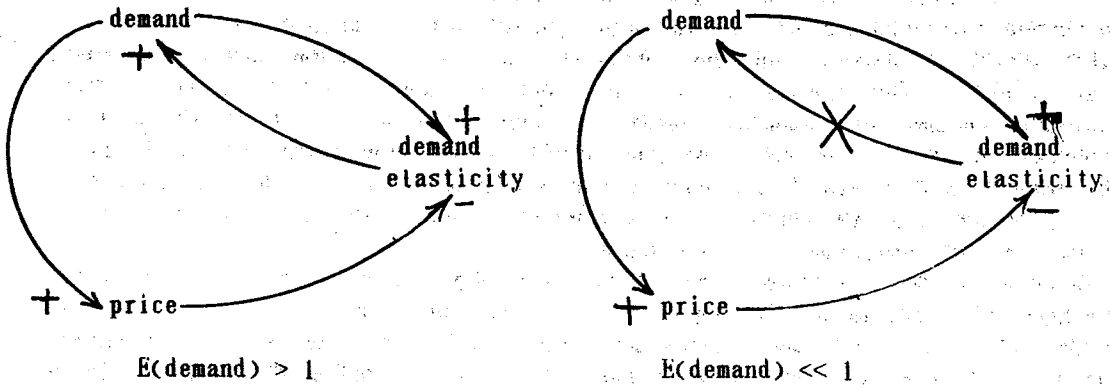 demand
+
+
demand
elasticity
-
+ price
E(demand) > 1
demand
+
demand
elasticity
-
+ price
E(demand) << 1